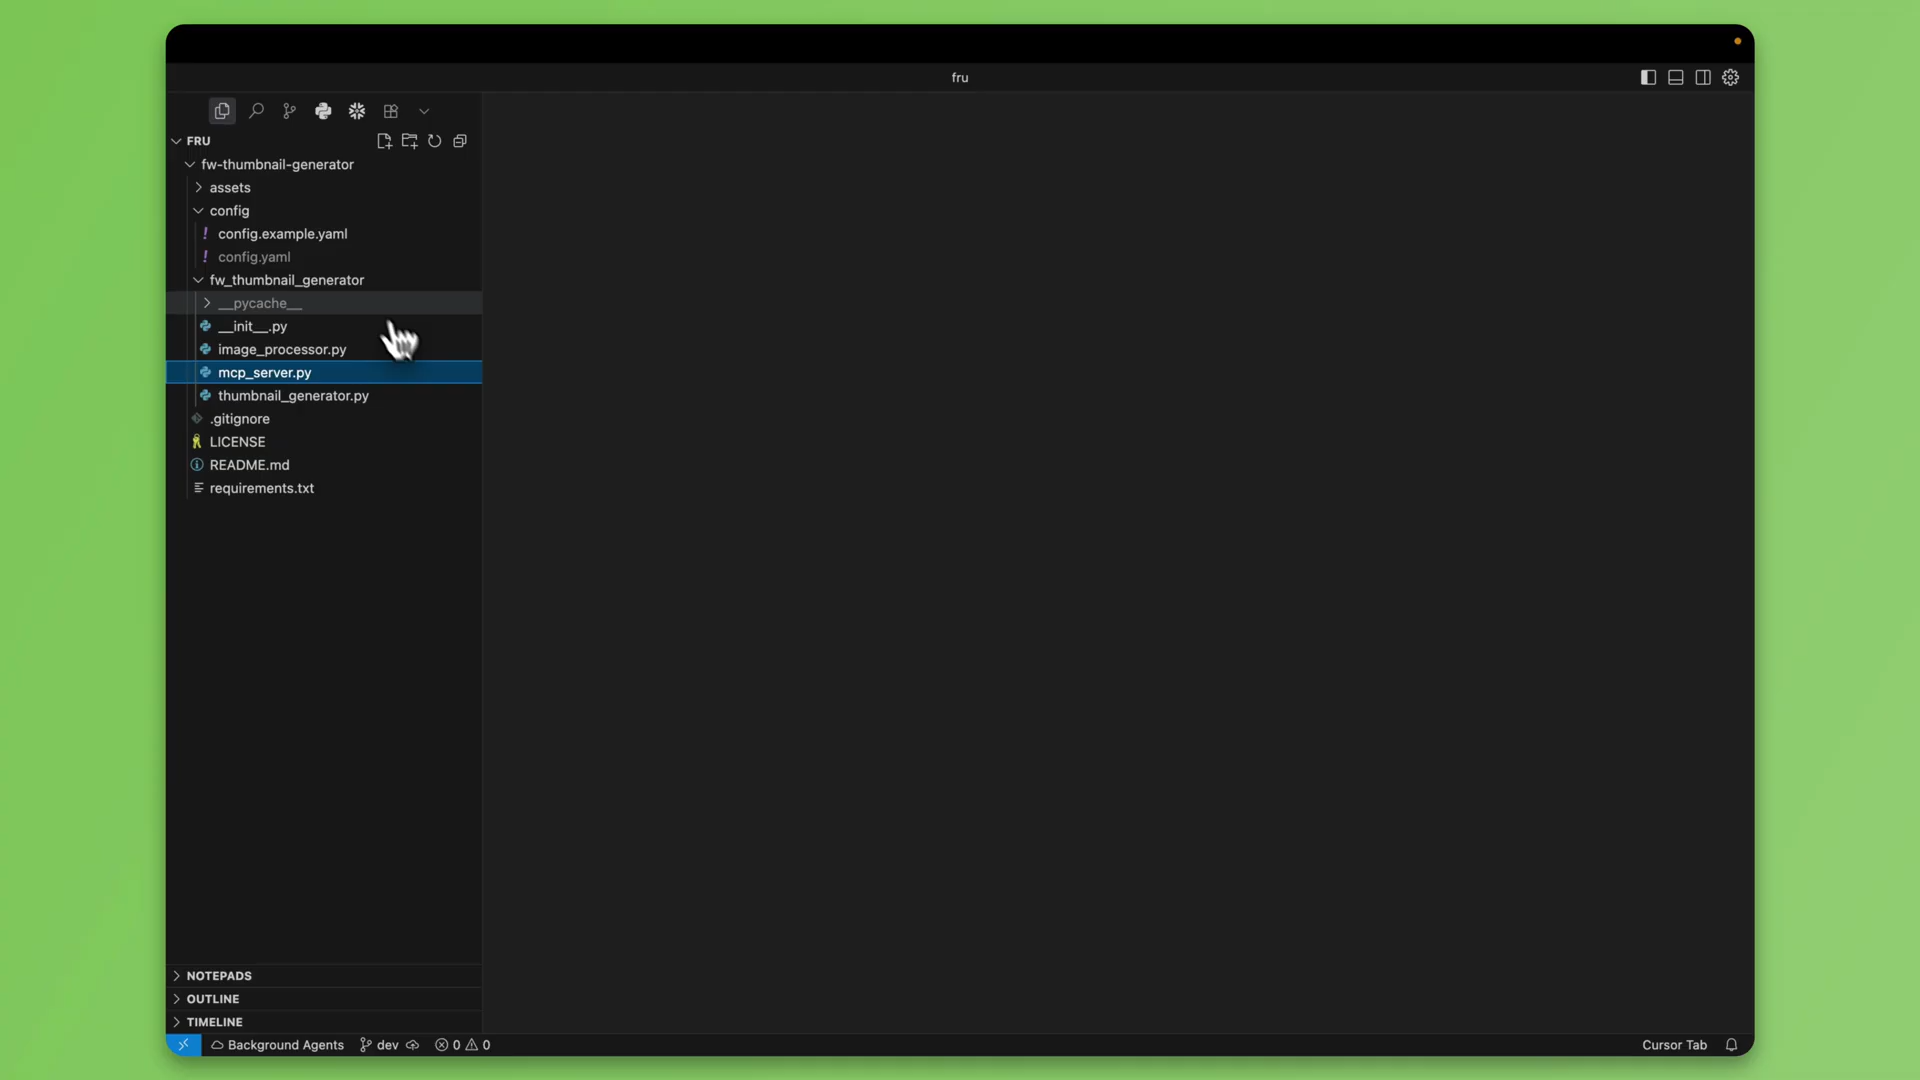 fru
FRU
fw-thumbnail-generator
assets
config
! config.example.yaml
! config.yaml
fw_thumbnail_generator
__pycache__
__init__.py
image_processor.py
mcp_server.py
thumbnail_generator.py
.gitignore
LICENSE
README.md
requirements.txt
NOTEPADS
OUTLINE
TIMELINE
Background Agents dev 0 0 Cursor Tab